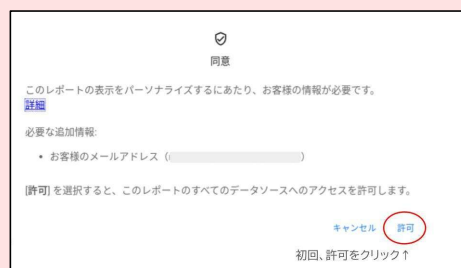 同意
このレポートの表示をパーソナライズするにあたり、お客様の情報が必要です。
詳細
必要な追加情報:
• お客様のメールアドレス（ ）
[許可] を選択すると、このレポートのすべてのデータソースへのアクセスを許可します。
キャンセル 許可
初回、許可をクリック↑